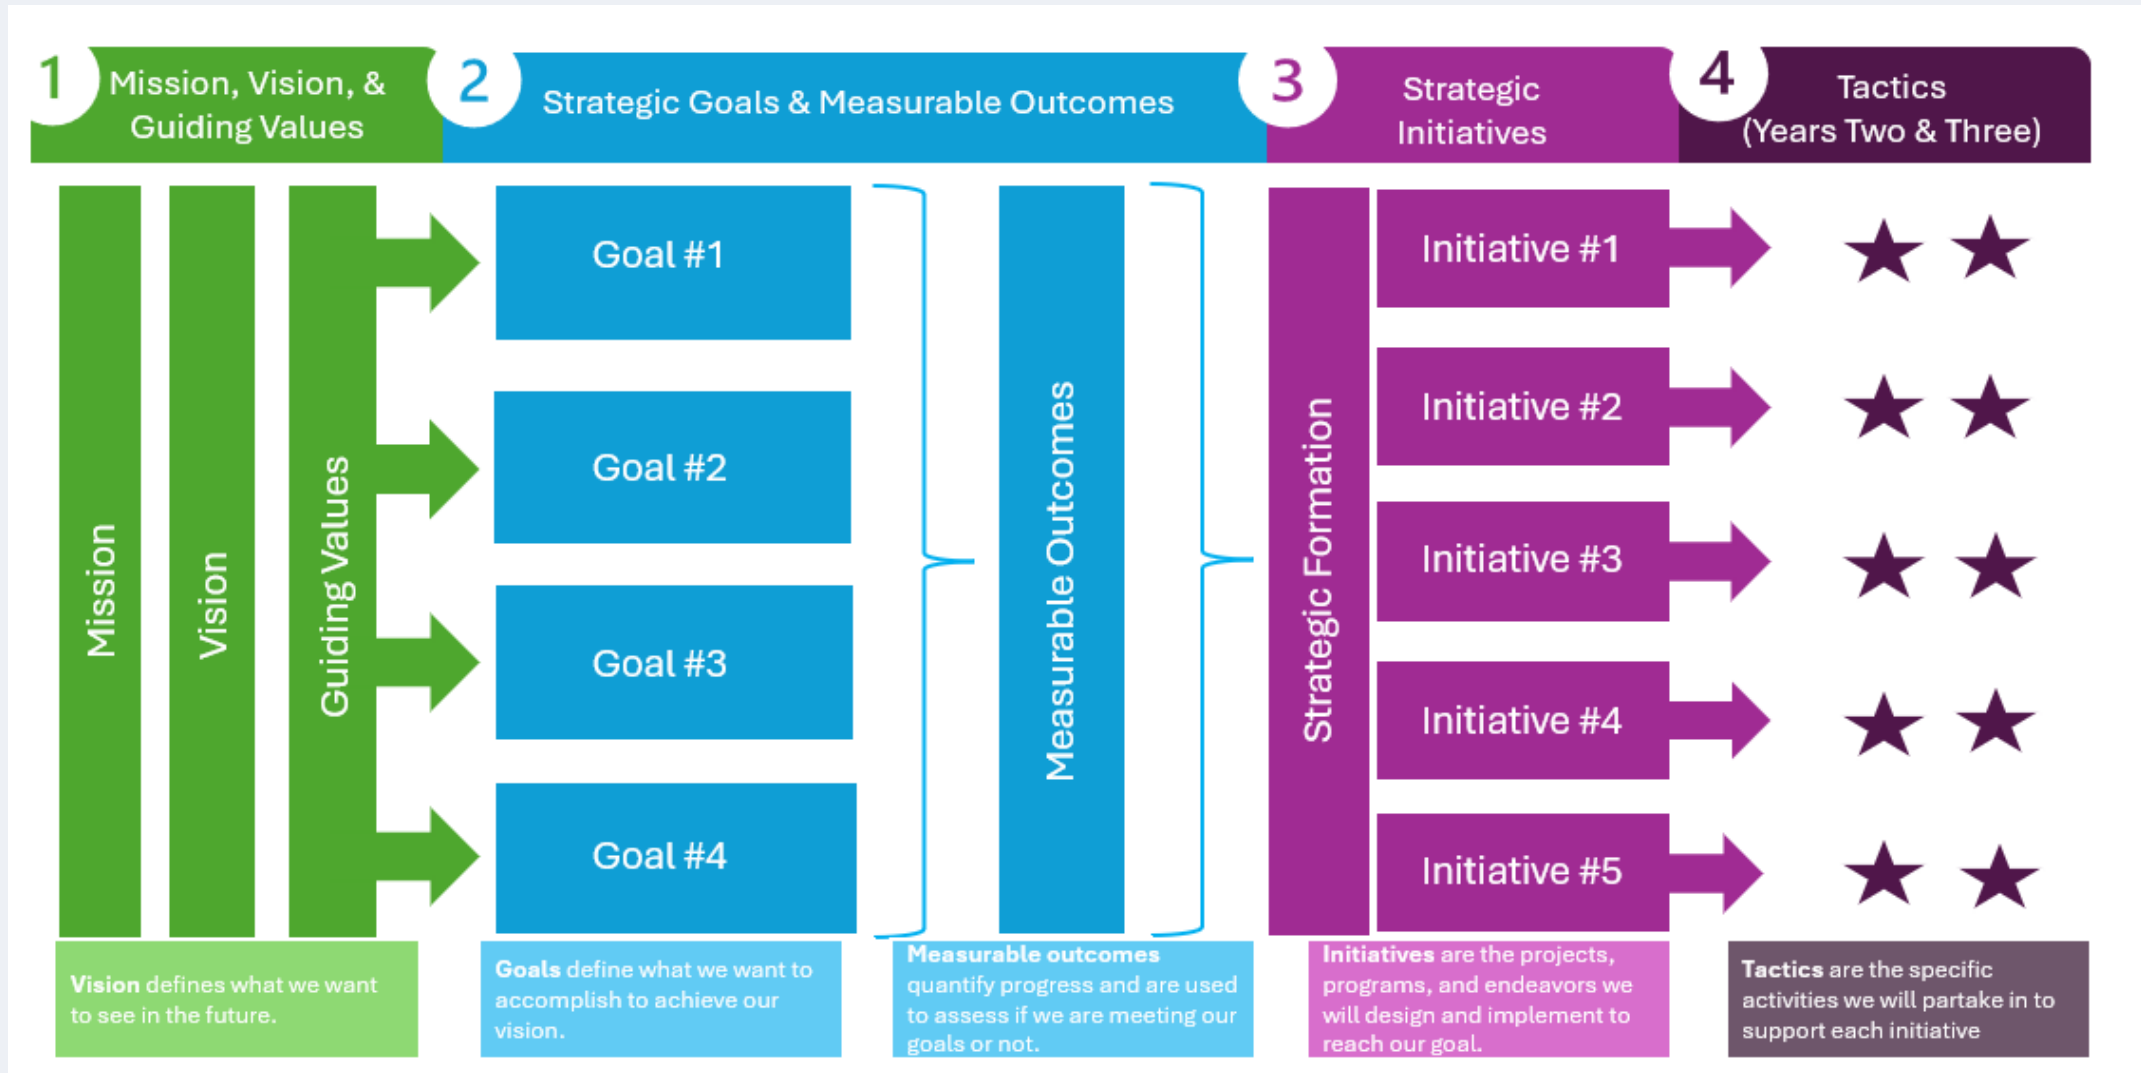 1
Mission, Vision, &
Guiding Values
2
Strategic Goals & Measurable Outcomes
3
Strategic
Initiatives
4
Tactics
(Years Two & Three)
Mission
Vision
Guiding Values
Goal #1
Goal #2
Goal #3
Goal #4
Measurable Outcomes
Strategic Formation
Initiative #1
Initiative #2
Initiative #3
Initiative #4
Initiative #5
Vision defines what we want
to see in the future.
Goals define what we want to
accomplish to achieve our
vision.
Measurable outcomes
quantify progress and are used
to assess if we are meeting our
goals or not.
Initiatives are the projects,
programs, and endeavors we
will design and implement to
reach our goal.
Tactics are the specific
activities we will partake in to
support each initiative